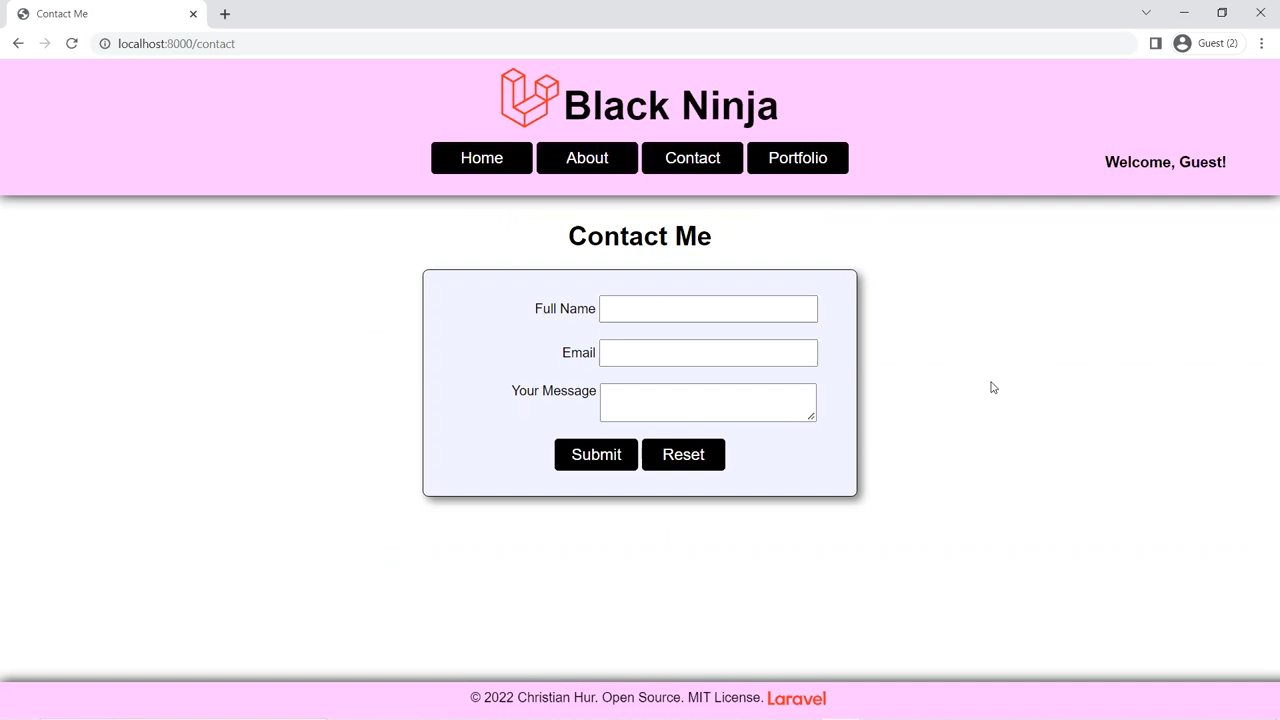 Contact Me
localhost:8000/contact
Guest (2)
Black Ninja
Home About Contact Portfolio
Welcome, Guest!
Contact Me
Full Name
Email
Your Message
Submit Reset
© 2022 Christian Hur. Open Source. MIT License. Laravel